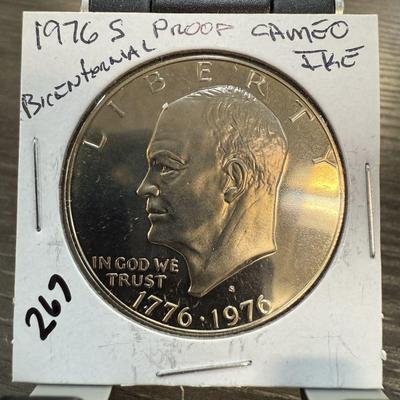 1976 S PROOF CAMEO
BICENTENNIAL IKE
LIBERTY
IN GOD WE
TRUST
S
1776 · 1976
267